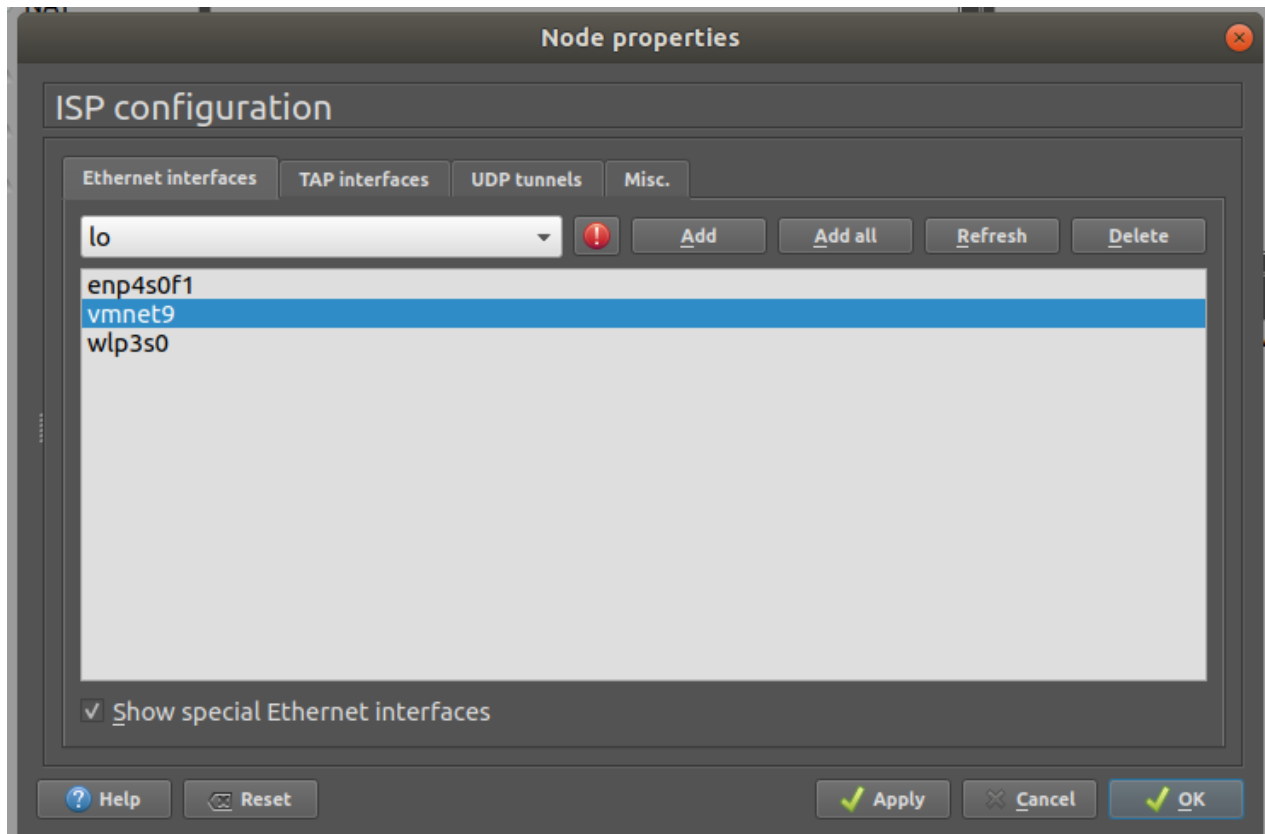 Node properties
ISP configuration
Ethernet interfaces TAP interfaces UDP tunnels Misc.
lo Add Add all Refresh Delete
enp4s0f1
vmnet9
wlp3s0
Show special Ethernet interfaces
Help Reset Apply Cancel OK